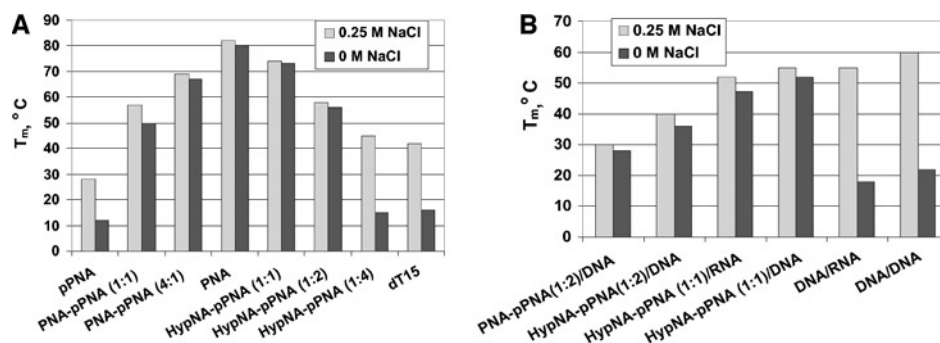 A
90
80
70
60
50
40
30
20
10
0
Tm, ° C
0.25 M NaCl
0 M NaCl
pPNA
PNA-pPNA (1:1)
PNA-pPNA (4:1)
PNA
HypNA-pPNA (1:1)
HypNA-pPNA (1:2)
HypNA-pPNA (1:4)
dT15
B
70
60
50
40
30
20
10
0
Tm, ° C
0.25 M NaCl
0 M NaCl
PNA-pPNA(1:2)/DNA
HypNA-pPNA(1:2)/DNA
HypNA-pPNA (1:1)/RNA
HypNA-pPNA (1:1)/DNA
DNA/RNA
DNA/DNA